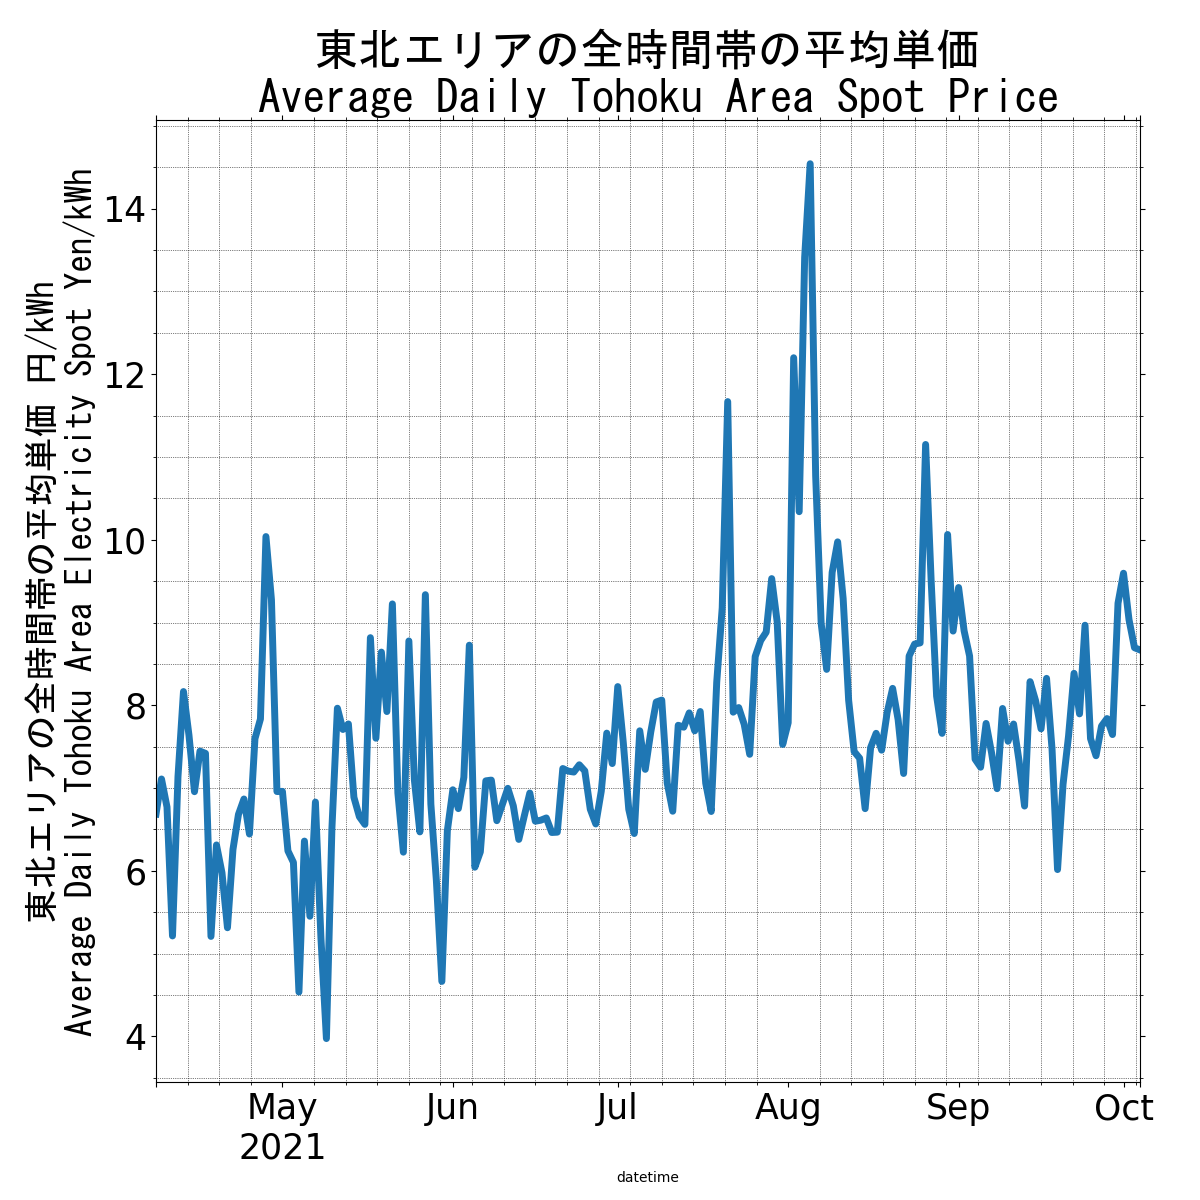 東北エリアの全時間帯の平均単価
Average Daily Tohoku Area Spot Price
東北エリアの全時間帯の平均単価 円/kWh
Average Daily Tohoku Area Electricity Spot Yen/kWh
14
12
10
8
6
4
May
2021
Jun
Jul
Aug
Sep
Oct
datetime